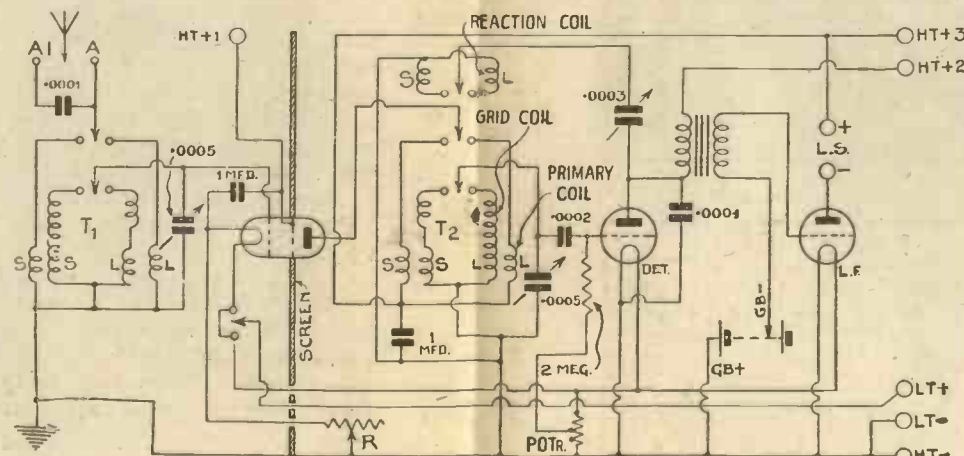 REACTION COIL
HT+1
HT+3
HT+2
A1
A
.0001
S
L
.0003
GRID COIL
+
L.S.
-
.0005
1 MFD.
PRIMARY COIL
T1
T2
.0002
.0001
S
S
L
L
S
S
L
L
DET.
L.F.
.0005
SCREEN
1 MFD.
2 MEG.
GB-
GB+
LT+
LT-
R
POTR.
HT-